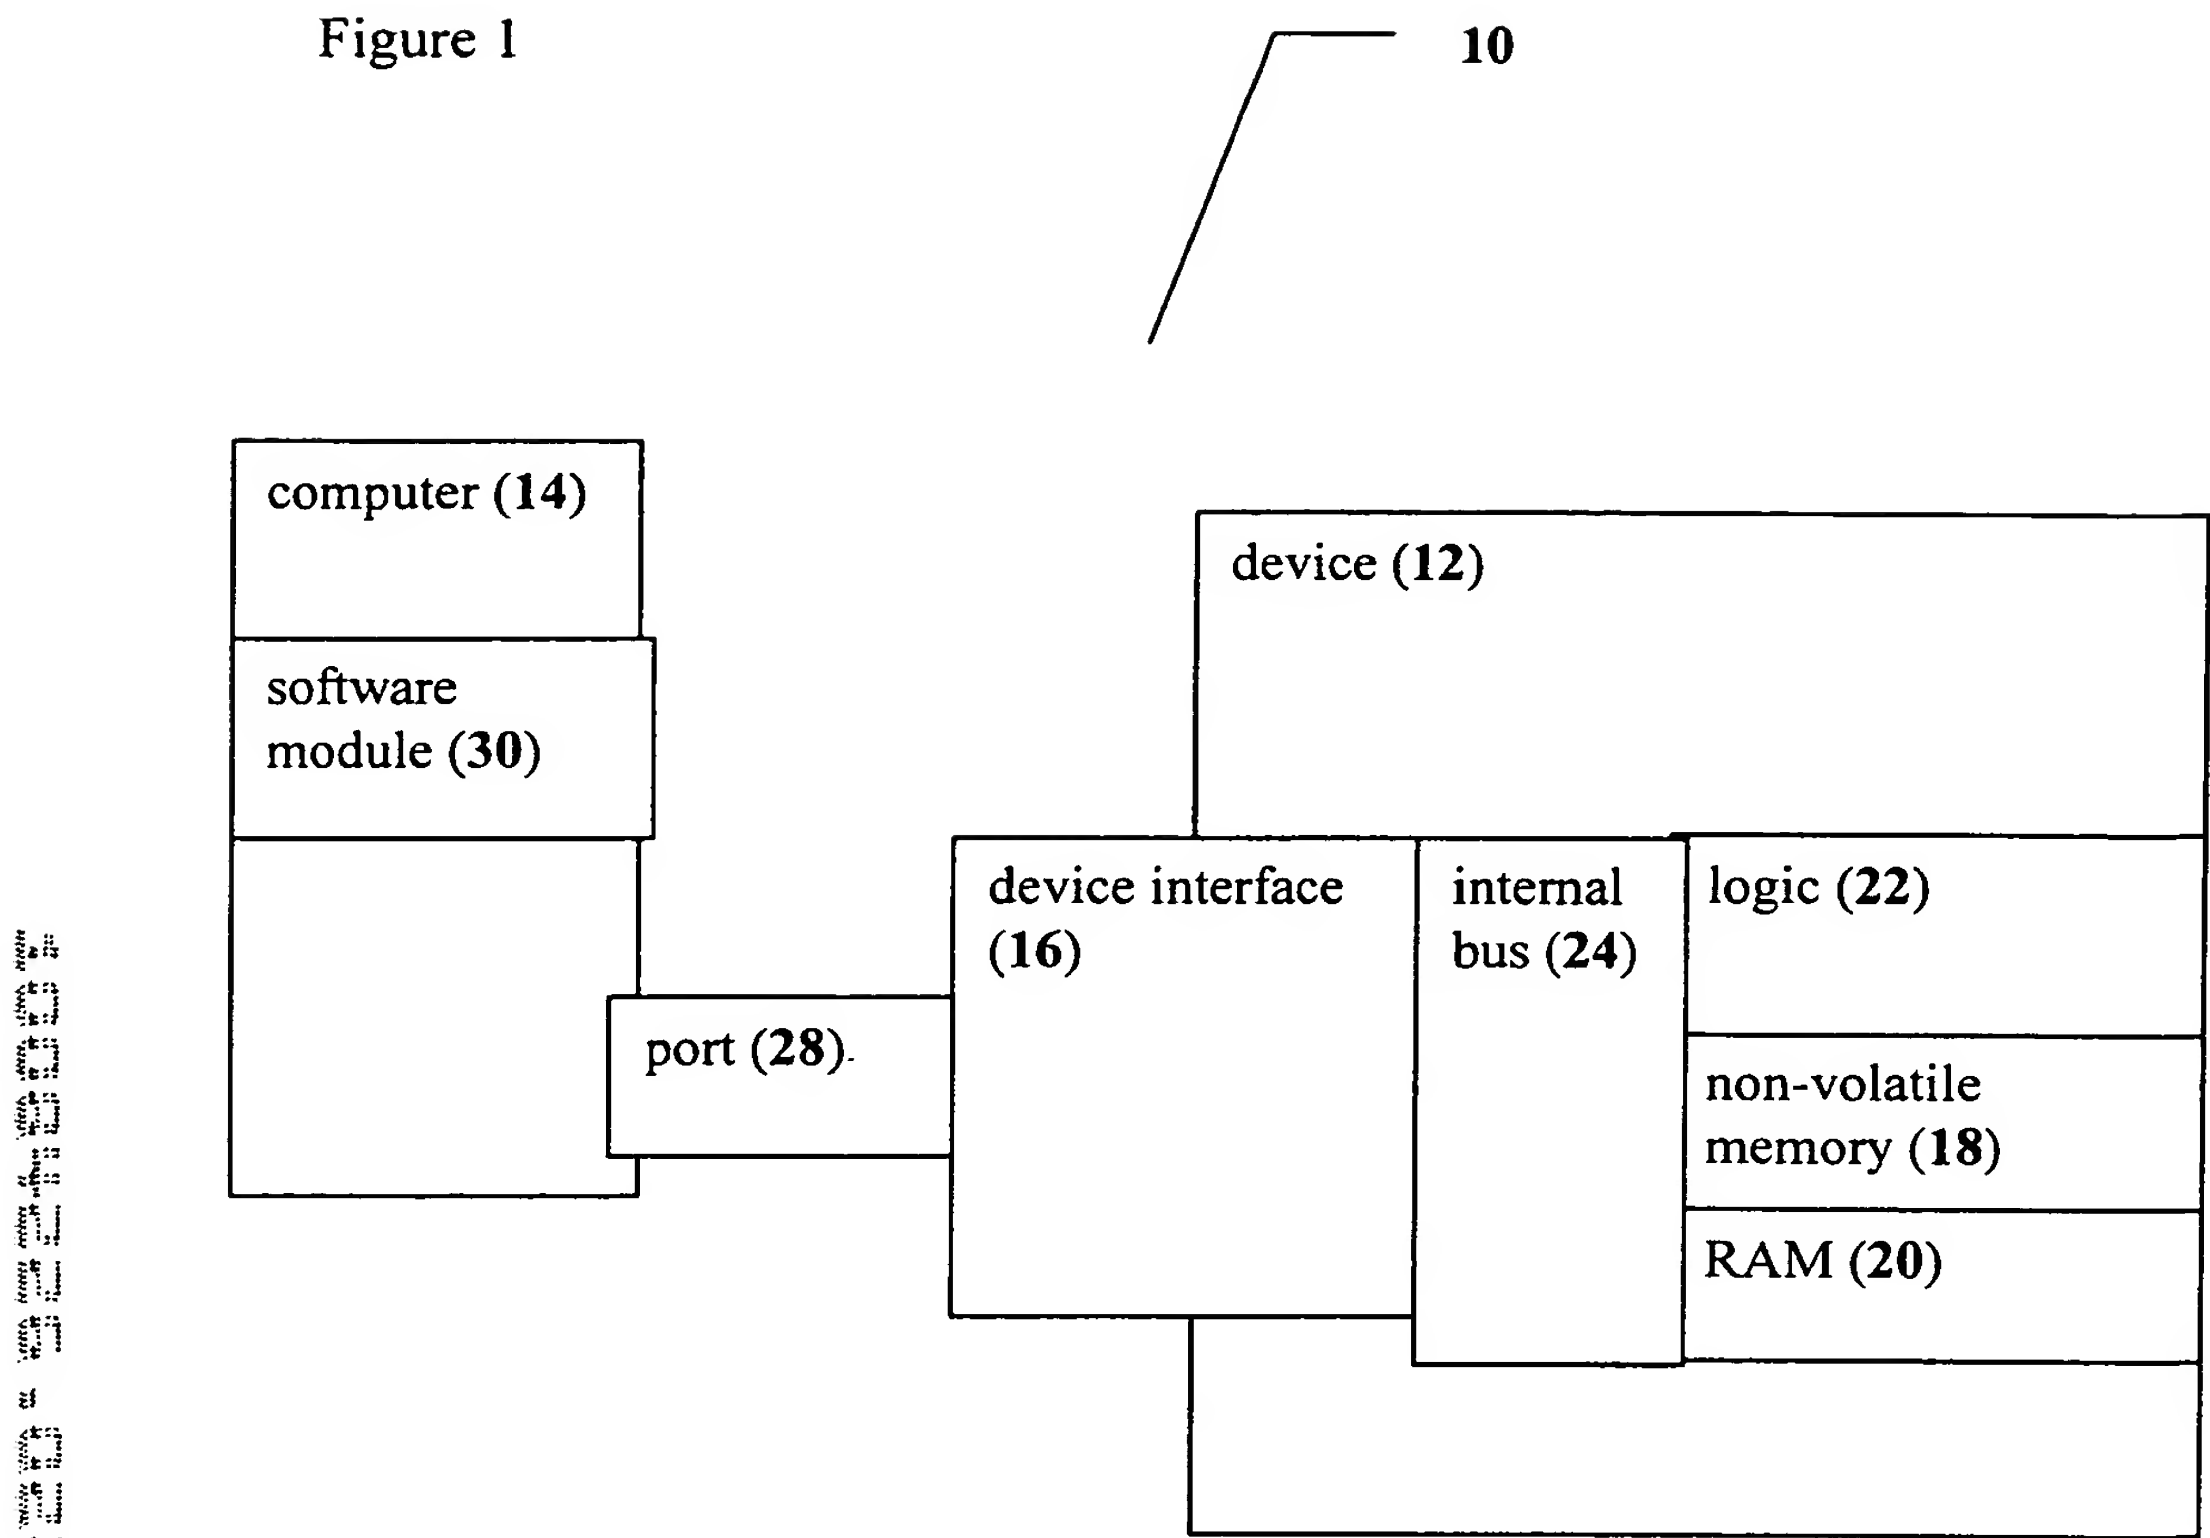 Figure 1
10
computer (14)
software
module (30)
device (12)
device interface
(16)
internal
bus (24)
logic (22)
port (28).
non-volatile
memory (18)
RAM (20)